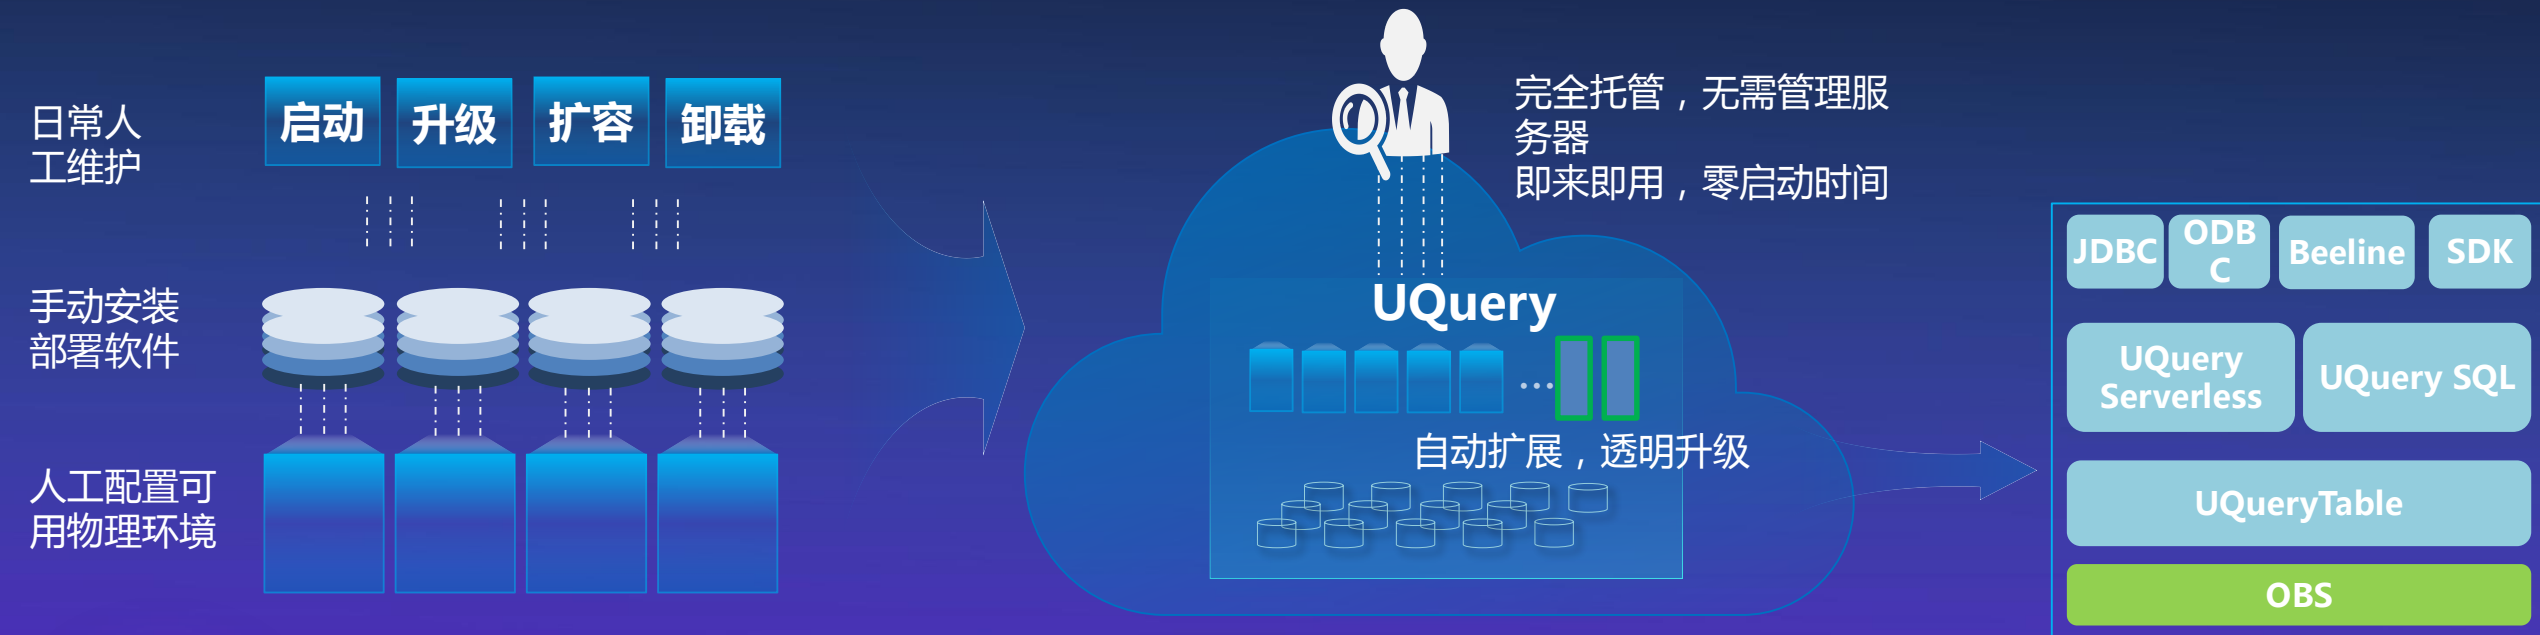 日常人
工维护
启动
升级
扩容
卸载
手动安装
部署软件
人工配置可
用物理环境
完全托管，无需管理服
务器
即来即用，零启动时间
UQuery
...
自动扩展，透明升级
JDBC
ODB
C
Beeline
SDK
UQuery
Serverless
UQuery SQL
UQueryTable
OBS